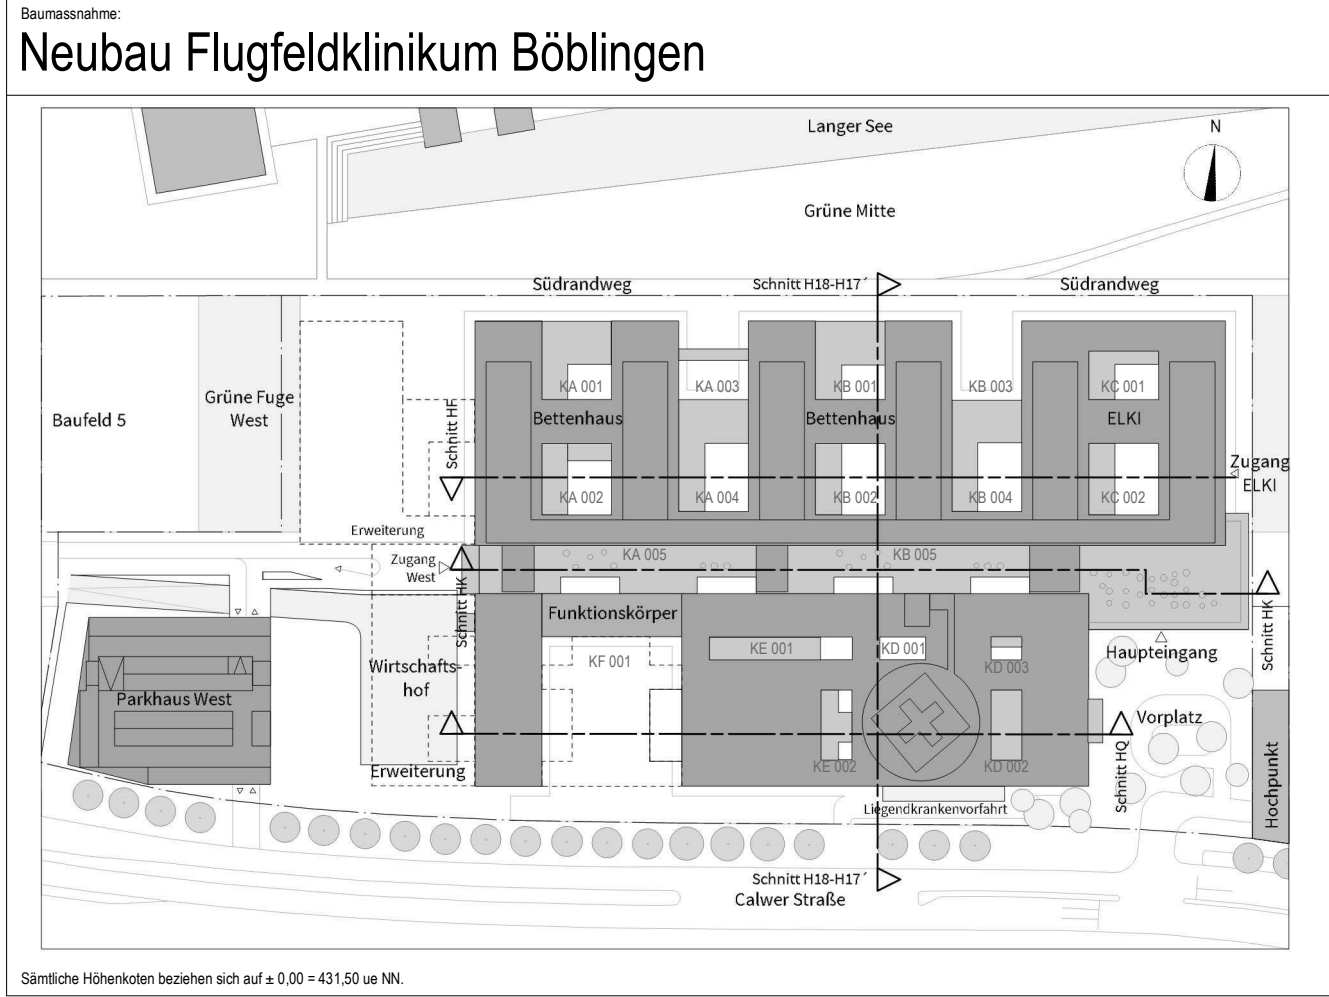 Baumassnahme:
Neubau Flugfeldklinikum Böblingen
Langer See
N
Grüne Mitte
Südrandweg
Schnitt H18-H17´
Südrandweg
Grüne Fuge
West
Baufeld 5
Schnitt HF
KA 001
KA 003
KB 001
KB 003
KC 001
Bettenhaus
Bettenhaus
ELKI
Zugang
ELKI
KA 002
KA 004
KB 002
KB 004
KC 002
Erweiterung
Zugang
West
KA 005
KB 005
Schnitt HK
Schnitt HK
Funktionskörper
KF 001
KE 001
KD 001
KD 003
Haupteingang
Wirtschafts-
hof
Parkhaus West
Vorplatz
Erweiterung
KE 002
KD 002
Schnitt HQ
Hochpunkt
Liegendkrankenvorfahrt
Schnitt H18-H17´
Calwer Straße
Sämtliche Höhenkoten beziehen sich auf ± 0,00 = 431,50 ue NN.